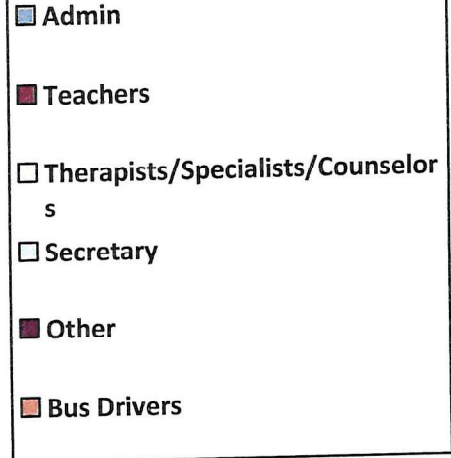 Admin
Teachers
Therapists/Specialists/Counselor
s
Secretary
Other
Bus Drivers